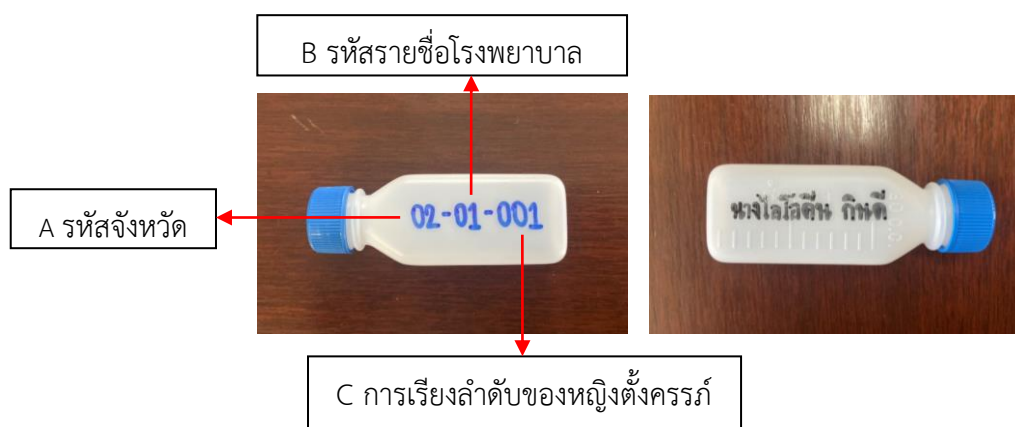 B รหัสรายชื่อโรงพยาบาล
A รหัสจังหวัด
02-01-001
นางไอโอดีน กินดี
C การเรียงลำดับของหญิงตั้งครรภ์